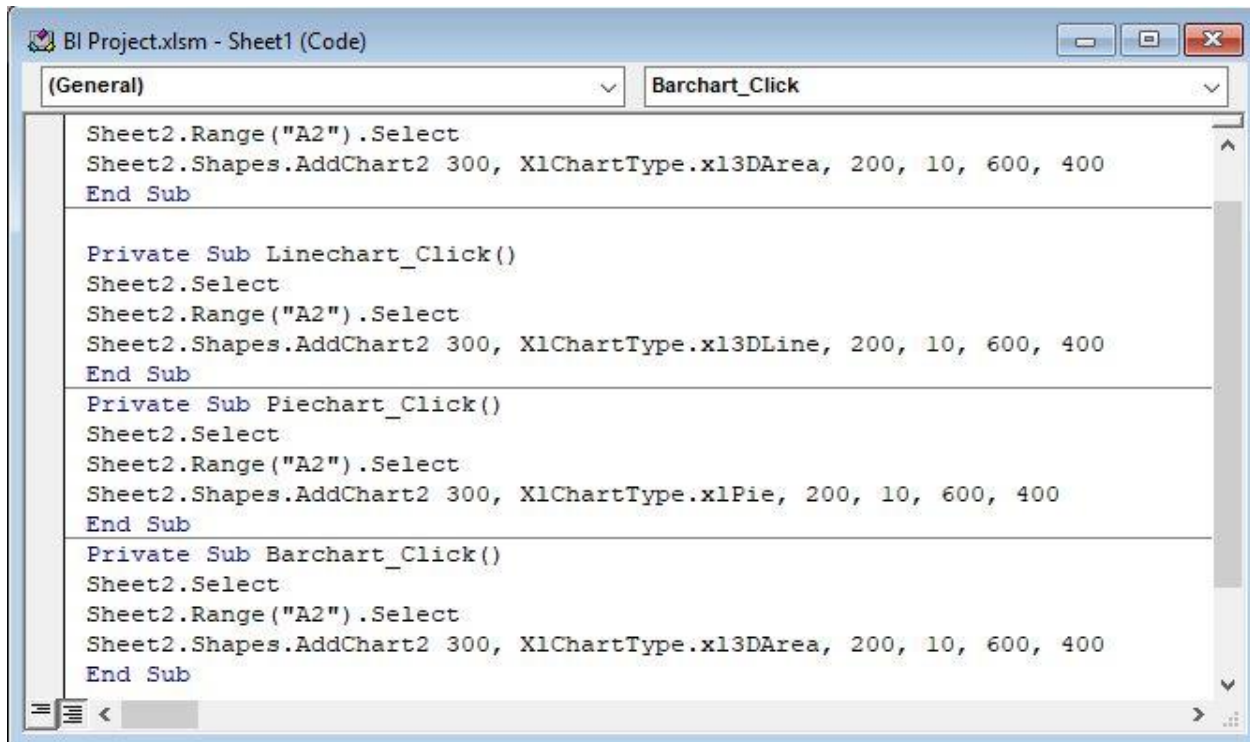 BI Project.xlsm - Sheet1 (Code)
(General) Barchart_Click
Sheet2.Range("A2").Select
Sheet2.Shapes.AddChart2 300, XlChartType.xl3DArea, 200, 10, 600, 400
End Sub
Private Sub Linechart_Click()
Sheet2.Select
Sheet2.Range("A2").Select
Sheet2.Shapes.AddChart2 300, XlChartType.xl3DLine, 200, 10, 600, 400
End Sub
Private Sub Piechart_Click()
Sheet2.Select
Sheet2.Range("A2").Select
Sheet2.Shapes.AddChart2 300, XlChartType.xlPie, 200, 10, 600, 400
End Sub
Private Sub Barchart_Click()
Sheet2.Select
Sheet2.Range("A2").Select
Sheet2.Shapes.AddChart2 300, XlChartType.xl3DArea, 200, 10, 600, 400
End Sub